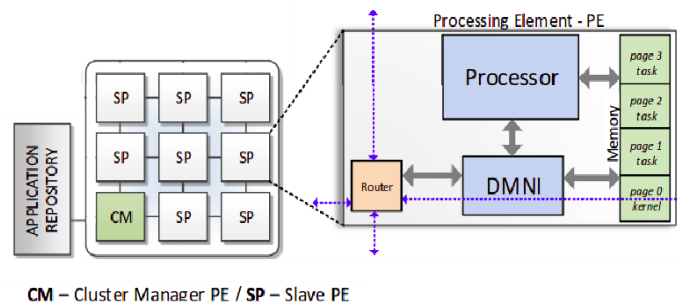 Processing Element - PE
SP SP SP
SP SP SP
CM SP SP
APPLICATION
REPOSITORY
Processor
Router
DMNI
Memory
page 3
task
page 2
task
page 1
task
page 0
kernel
CM – Cluster Manager PE / SP – Slave PE